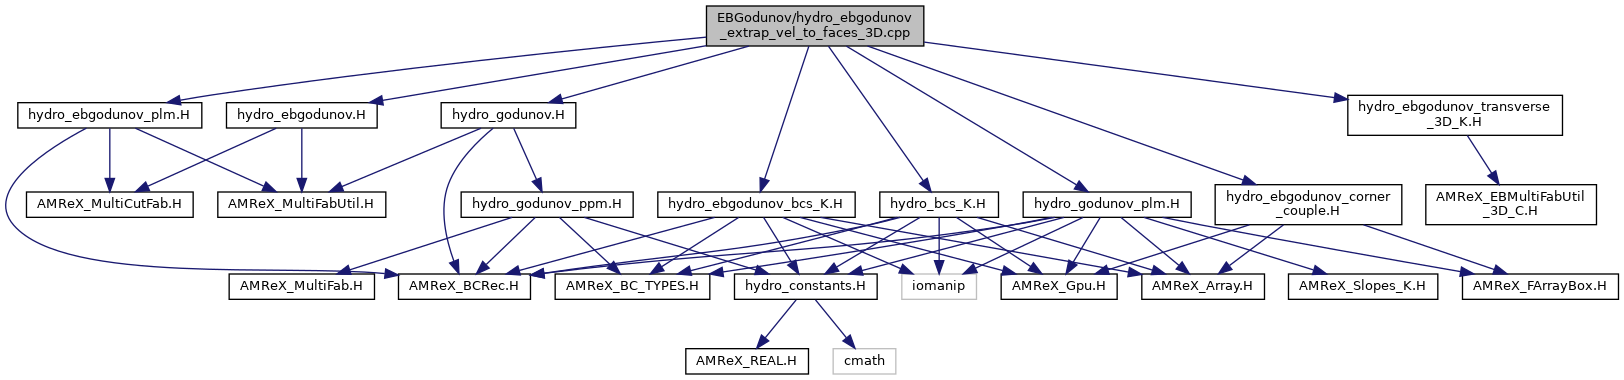 EBGodunov/hydro_ebgodunov
_extrap_vel_to_faces_3D.cpp
hydro_ebgodunov_plm.H
hydro_ebgodunov.H
hydro_godunov.H
hydro_ebgodunov_transverse
_3D_K.H
AMReX_MultiCutFab.H
AMReX_MultiFabUtil.H
hydro_godunov_ppm.H
hydro_ebgodunov_bcs_K.H
hydro_bcs_K.H
hydro_godunov_plm.H
hydro_ebgodunov_corner
_couple.H
AMReX_EBMultiFabUtil
_3D_C.H
AMReX_MultiFab.H
AMReX_BCRec.H
AMReX_BC_TYPES.H
hydro_constants.H
iomanip
AMReX_Gpu.H
AMReX_Array.H
AMReX_Slopes_K.H
AMReX_FArrayBox.H
AMReX_REAL.H
cmath